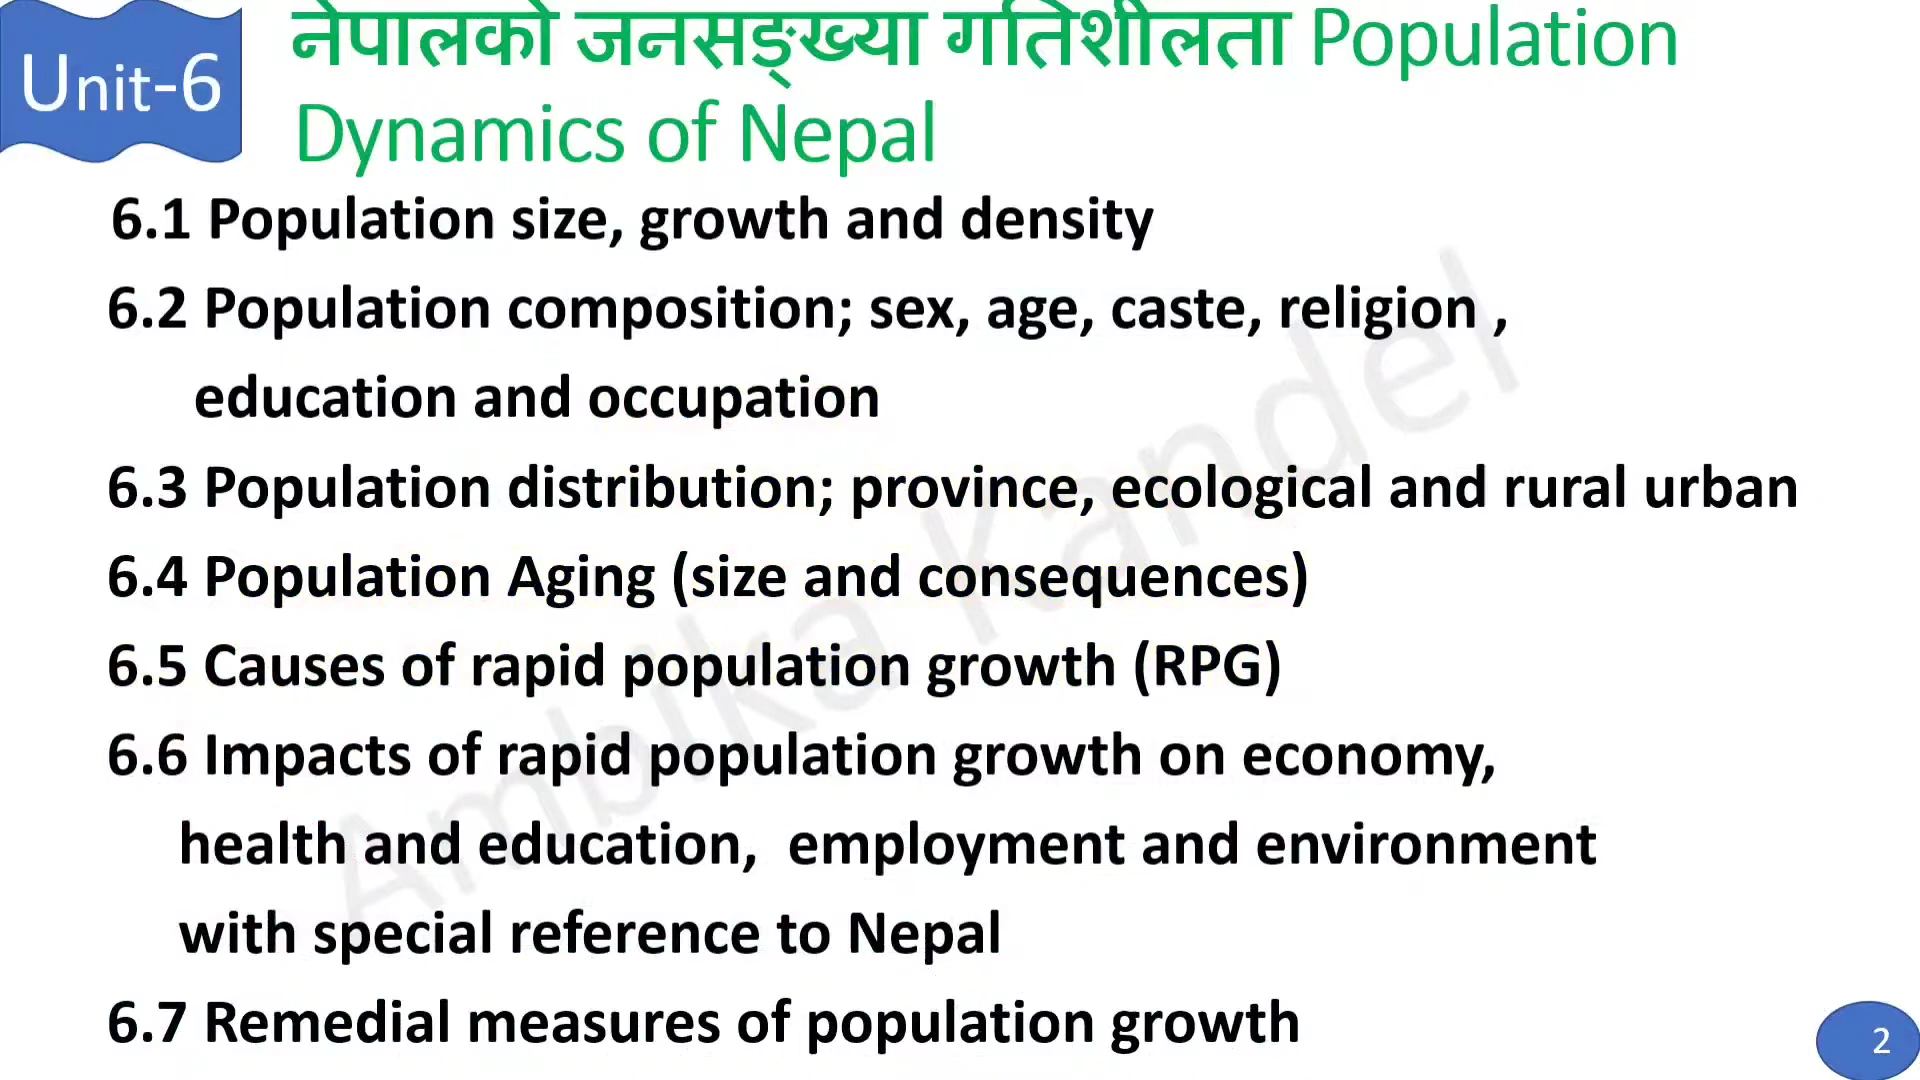 Unit-6
नेपालको जनसङ्ख्या गतिशीलता Population
Dynamics of Nepal
6.1 Population size, growth and density
6.2 Population composition; sex, age, caste, religion ,
education and occupation
6.3 Population distribution; province, ecological and rural urban
6.4 Population Aging (size and consequences)
6.5 Causes of rapid population growth (RPG)
6.6 Impacts of rapid population growth on economy,
health and education,  employment and environment
with special reference to Nepal
6.7 Remedial measures of population growth
Ambika Kandel
2